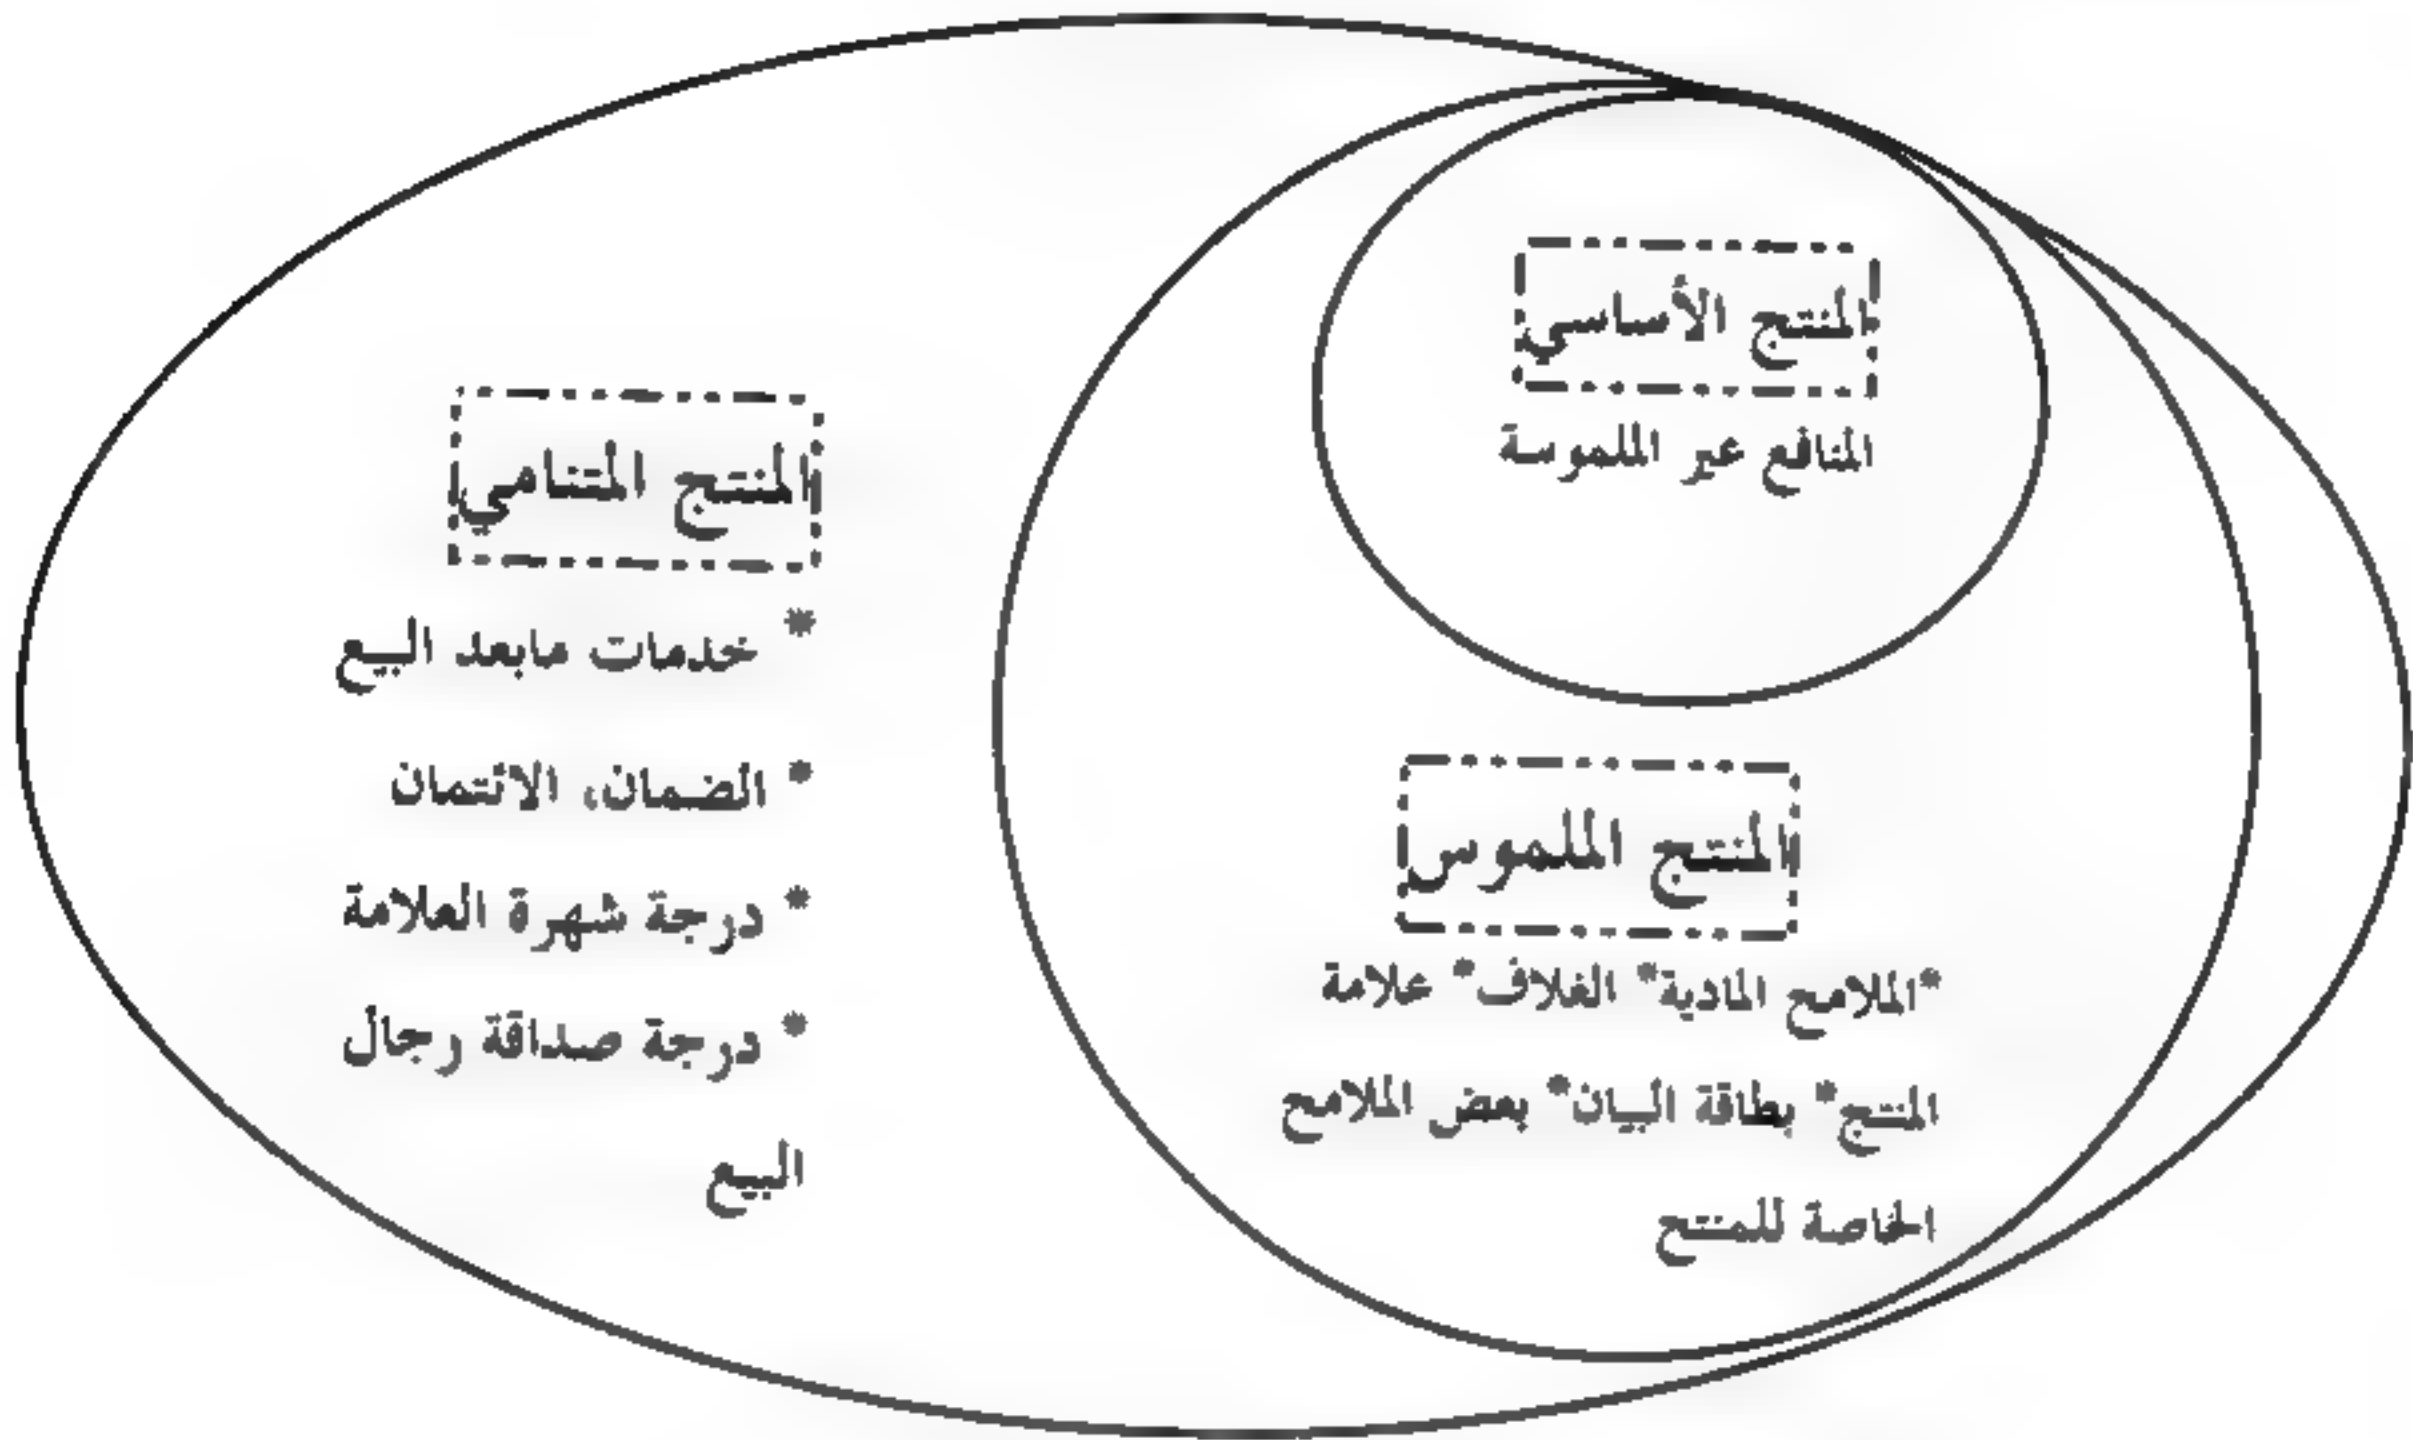 المنتج الأساسي
المنافع غير الملموسة
المنتج الملموس
*الملامح المادية* الغلاف* علامة
المنتج* بطاقة البيان* بعض الملامح
الخاصة للمنتج
المنتج المتنامي
* خدمات مابعد البيع
* الضمان، الائتمان
* درجة شهرة العلامة
* درجة صداقة رجال
البيع